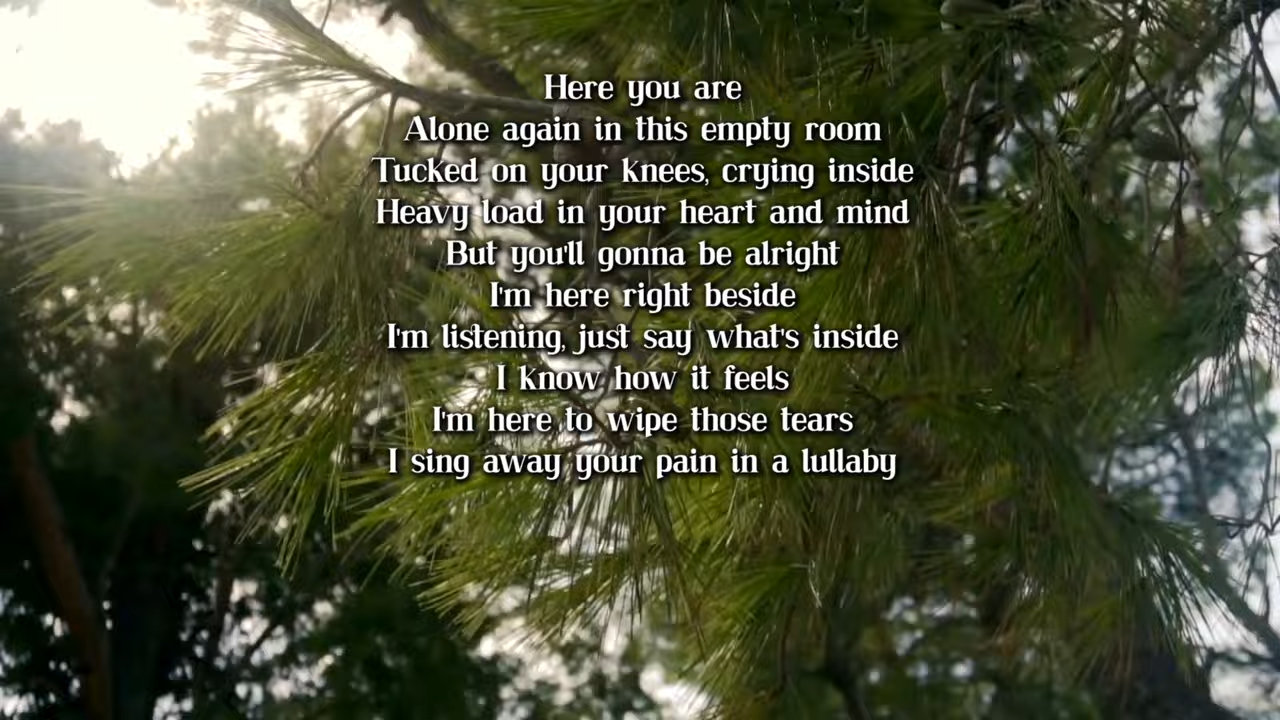 Here you are
Alone again in this empty room
Tucked on your knees, crying inside
Heavy load in your heart and mind
But you'll gonna be alright
I'm here right beside
I'm listening, just say what's inside
I know how it feels
I'm here to wipe those tears
I sing away your pain in a lullaby